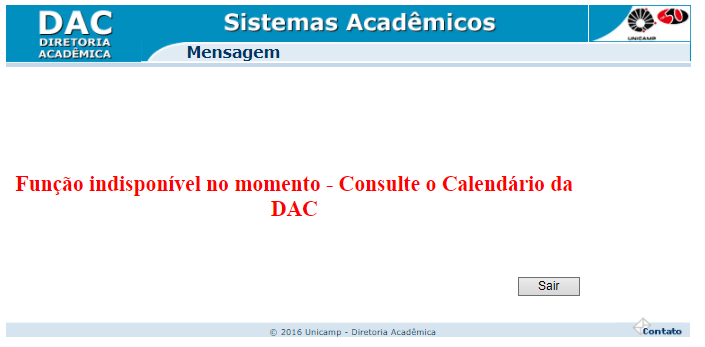 DAC
DIRETORIA
ACADÊMICA
Sistemas Acadêmicos
50
UNICAMP
Mensagem
Função indisponível no momento - Consulte o Calendário da
DAC
Sair
© 2016 Unicamp - Diretoria Acadêmica
Contato